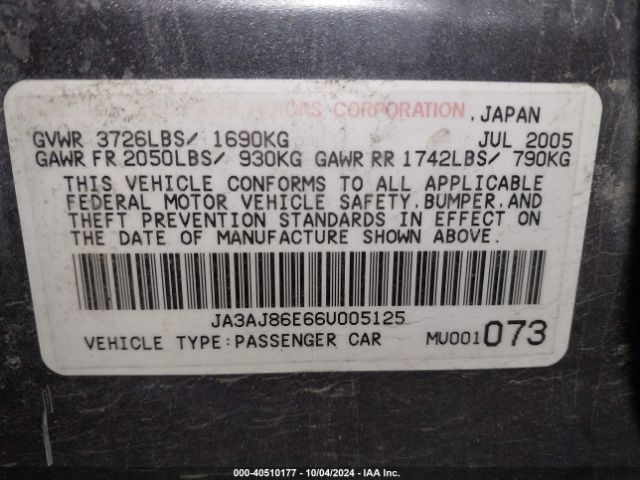 MOTORS CORPORATION , JAPAN
GVWR 3726LBS/ 1690KG JUL 2005
GAWR FR 2050LBS/ 930KG GAWR RR 1742LBS/ 790KG
THIS VEHICLE CONFORMS TO ALL APPLICABLE
FEDERAL MOTOR VEHICLE SAFETY, BUMPER, AND
THEFT PREVENTION STANDARDS IN EFFECT ON
THE DATE OF MANUFACTURE SHOWN ABOVE.
JA3AJ86E66U005125
VEHICLE TYPE:PASSENGER CAR MU001073
000-40510177 - 10/04/2024 - IAA Inc.